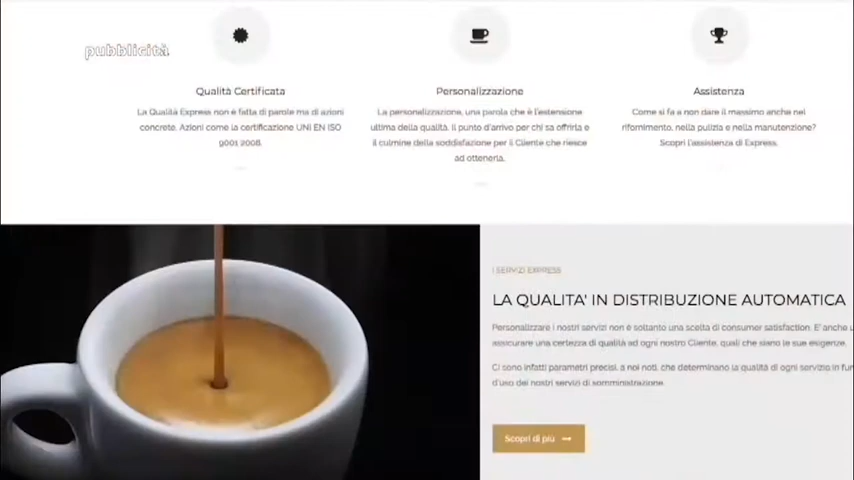 pubblicità
Qualità Certificata
La Qualità Express non è fatta di parole ma di azioni
concrete. Azioni come la certificazione UNI EN ISO
9001 2008.
Personalizzazione
La personalizzazione, una parola che è l'estensione
ultima della qualità. Il punto d'arrivo per chi sa offrirla e
il culmine della soddisfazione per il Cliente che riesce
ad ottenerla.
Assistenza
Come si fa a non dare il massimo anche nel
rifornimento, nella pulizia e nella manutenzione?
Scopri l'assistenza di Express.
I SERVIZI EXPRESS
LA QUALITA' IN DISTRIBUZIONE AUTOMATICA
Personalizzare i nostri servizi non è soltanto una scelta di consumer satisfaction. E' anche u
assicurare una certezza di qualità ad ogni nostro Cliente, quali che siano le sue esigenze.
Ci sono infatti parametri precisi, a noi noti, che determinano la qualità di ogni servizio in fun
d'uso dei nostri servizi di somministrazione.
Scopri di più